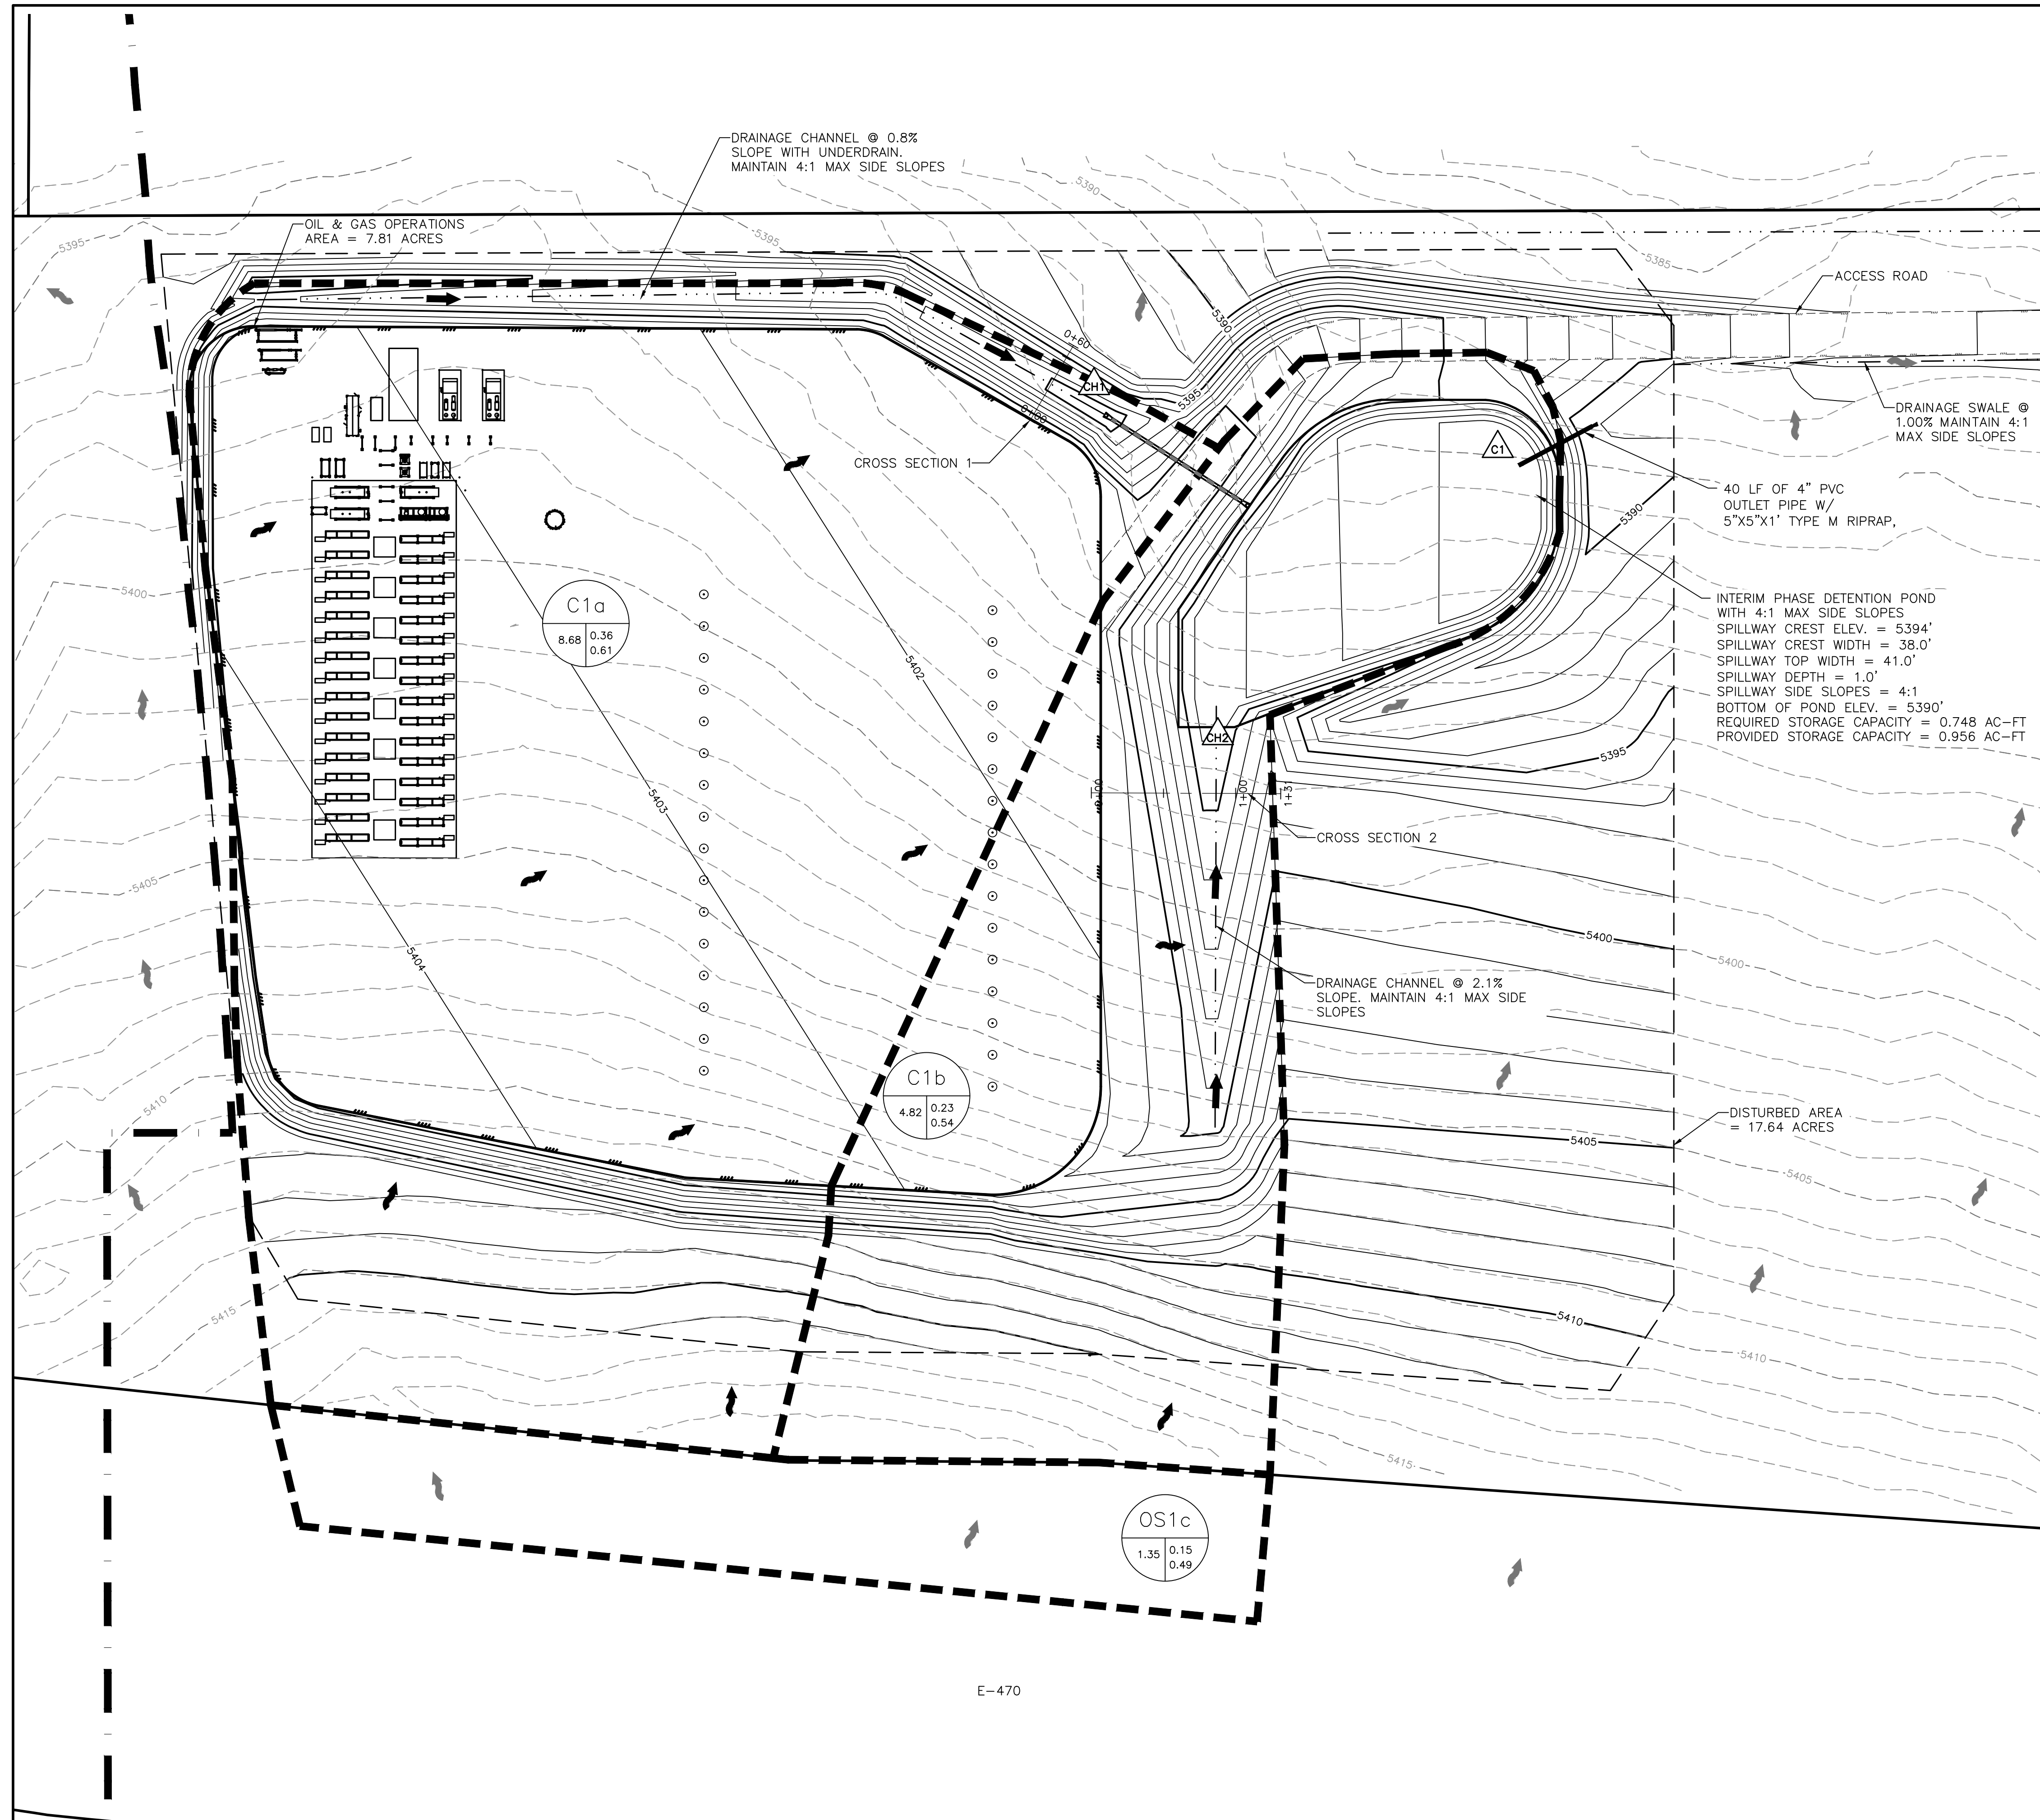 DRAINAGE CHANNEL @ 0.8%
SLOPE WITH UNDERDRAIN.
MAINTAIN 4:1 MAX SIDE SLOPES
5390
OIL & GAS OPERATIONS
AREA = 7.81 ACRES
5395
5395
5385
ACCESS ROAD
5390
0+60
CH1
0+00
5395
CROSS SECTION 1
DRAINAGE SWALE @
1.00% MAINTAIN 4:1
MAX SIDE SLOPES
C1
40 LF OF 4" PVC
OUTLET PIPE W/
5"X5"X1' TYPE M RIPRAP,
5390
5400
C1a
8.68
0.36
0.61
5402
INTERIM PHASE DETENTION POND
WITH 4:1 MAX SIDE SLOPES
SPILLWAY CREST ELEV. = 5394'
SPILLWAY CREST WIDTH = 38.0'
SPILLWAY TOP WIDTH = 41.0'
SPILLWAY DEPTH = 1.0'
SPILLWAY SIDE SLOPES = 4:1
BOTTOM OF POND ELEV. = 5390'
REQUIRED STORAGE CAPACITY = 0.748 AC-FT
PROVIDED STORAGE CAPACITY = 0.956 AC-FT
CH2
5395
5403
0+00
1+00
1+31
CROSS SECTION 2
5405
5404
5400
5400
DRAINAGE CHANNEL @ 2.1%
SLOPE. MAINTAIN 4:1 MAX SIDE
SLOPES
C1b
4.82
0.23
0.54
5410
DISTURBED AREA
= 17.64 ACRES
5405
5405
5415
5410
5410
5415
OS1c
1.35
0.15
0.49
E-470